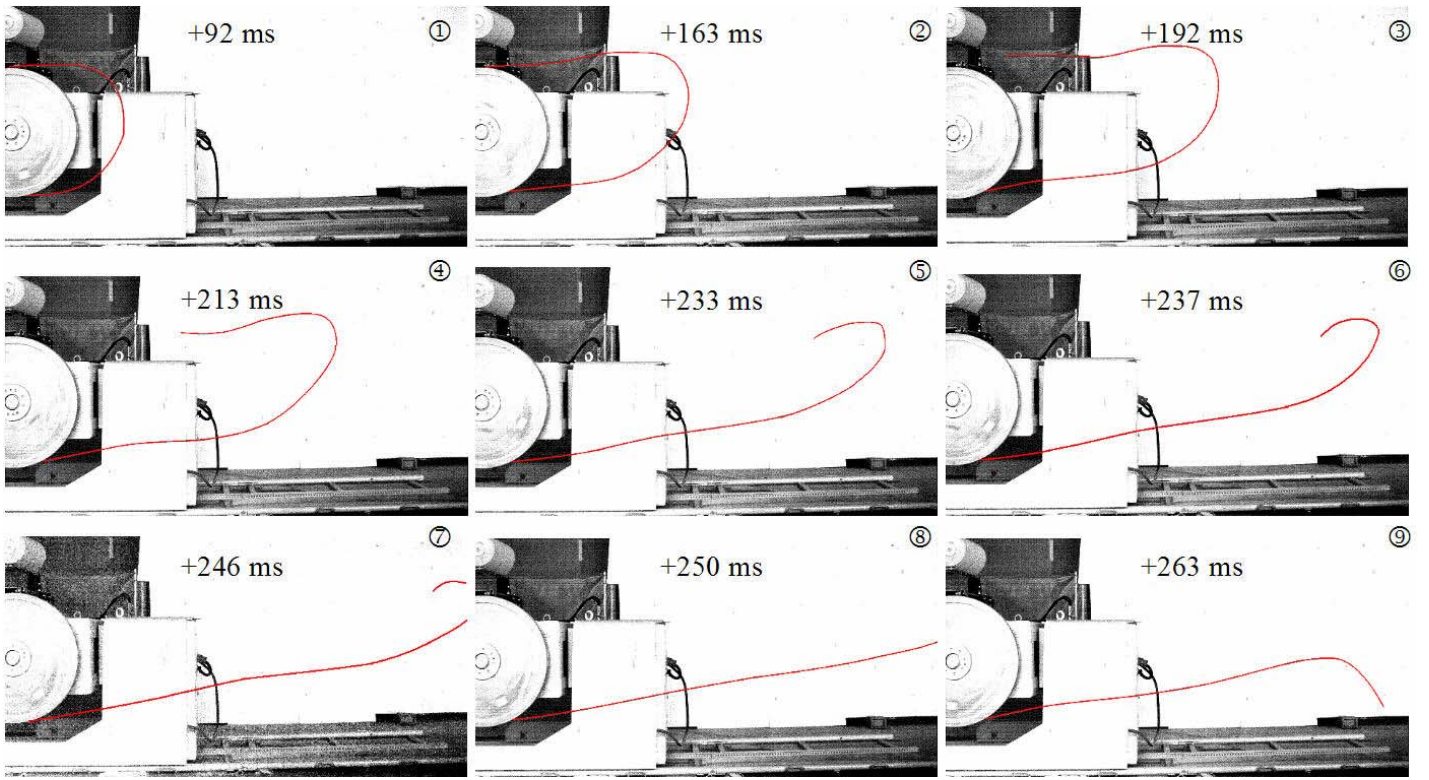 +92 ms ①
+163 ms ②
+192 ms ③
+213 ms ④
+233 ms ⑤
+237 ms ⑥
+246 ms ⑦
+250 ms ⑧
+263 ms ⑨